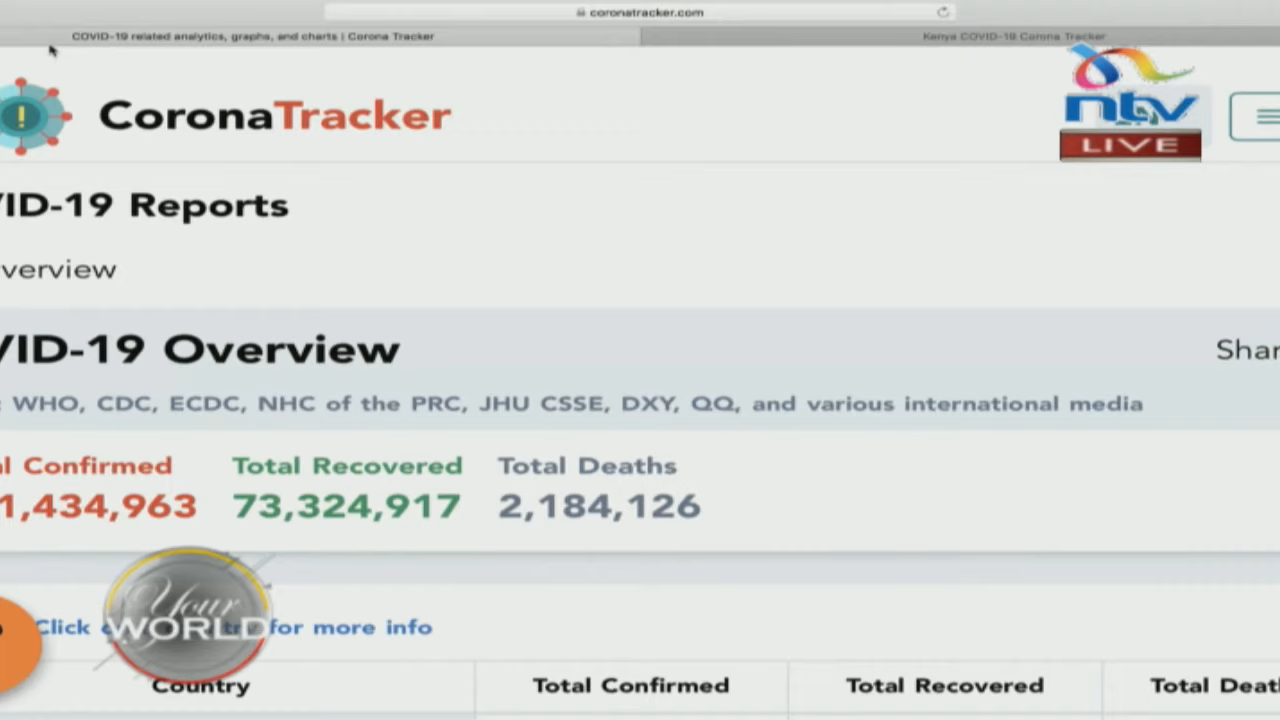 coronatracker.com
COVID-19 related analytics, graphs, and charts | Corona Tracker
Kenya COVID-19 Corona Tracker
CoronaTracker
ntv
LIVE
VID-19 Reports
verview
VID-19 Overview
Shar
: WHO, CDC, ECDC, NHC of the PRC, JHU CSSE, DXY, QQ, and various international media
l Confirmed
Total Recovered
Total Deaths
1,434,963
73,324,917
2,184,126
Click
for more info
Your
WORLD
Country
Total Confirmed
Total Recovered
Total Deat